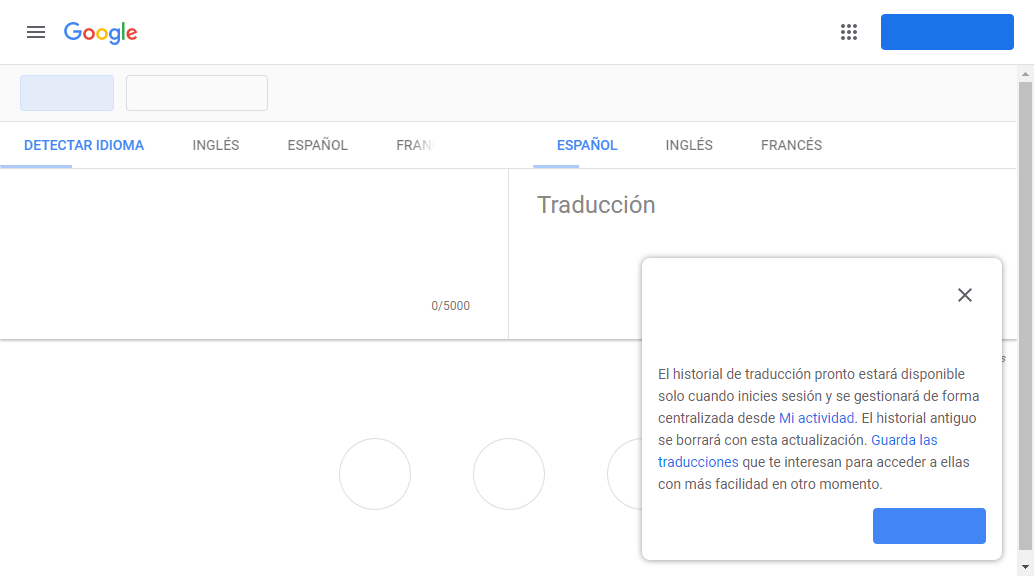 Google
DETECTAR IDIOMA
INGLÉS
ESPAÑOL
FRAN
ESPAÑOL
INGLÉS
FRANCÉS
Traducción
0/5000
s
El historial de traducción pronto estará disponible
solo cuando inicies sesión y se gestionará de forma
centralizada desde Mi actividad. El historial antiguo
se borrará con esta actualización. Guarda las
traducciones que te interesan para acceder a ellas
con más facilidad en otro momento.